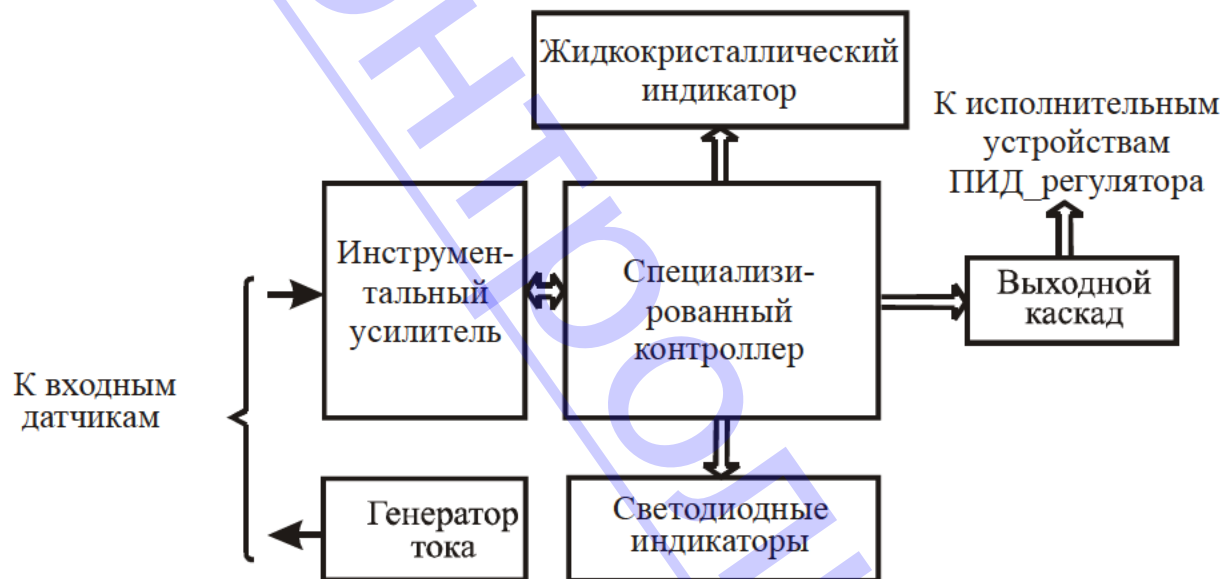 Жидкокристаллический
индикатор
К исполнительным
устройствам
ПИД_регулятора
Инструмен-
тальный
усилитель
Специализи-
рованный
контроллер
Выходной
каскад
К входным
датчикам
Генератор
тока
Светодиодные
индикаторы